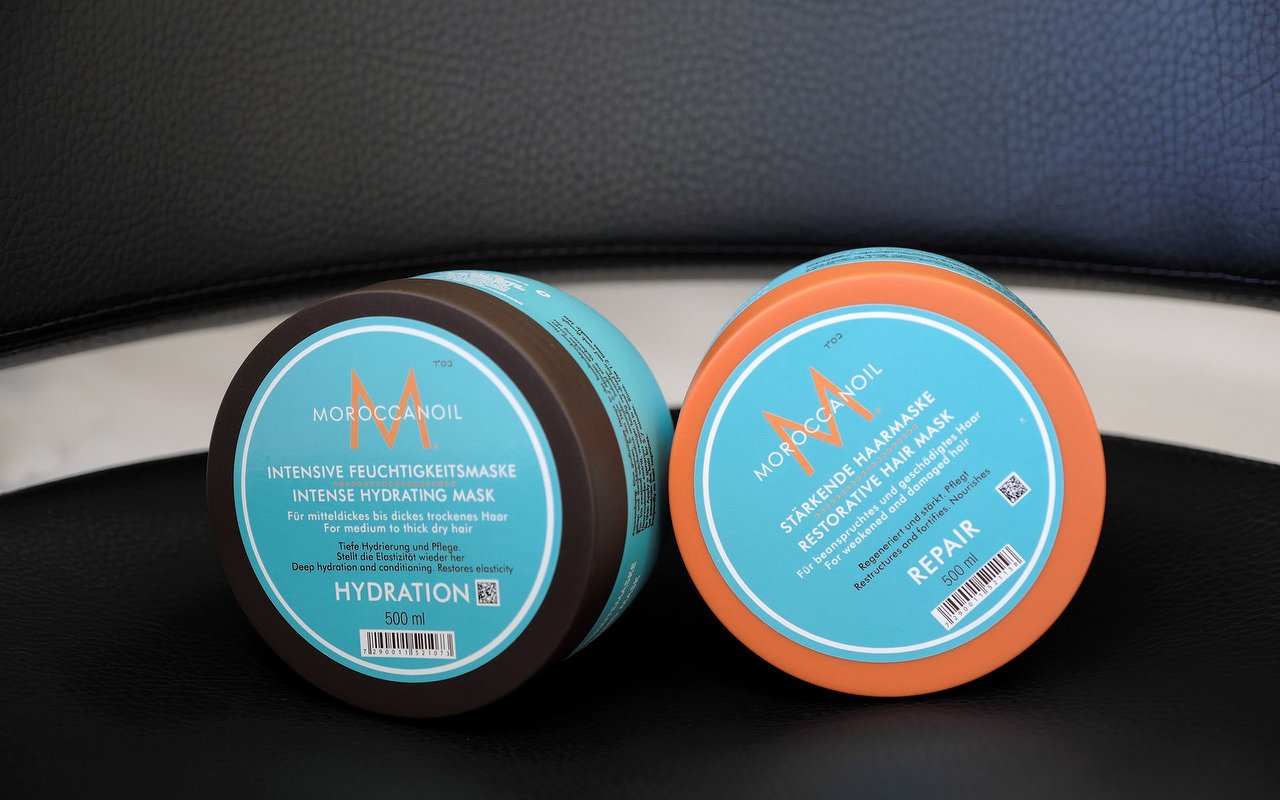 כס"ד
M
MOROCCANOIL
INTENSIVE FEUCHTIGKEITSMASKE
INTENSE HYDRATING MASK
Für mitteldickes bis dickes trockenes Haar
For medium to thick dry hair
Tiefe Hydrierung und Pflege.
Stellt die Elastizität wieder her
Deep hydration and conditioning. Restores elasticity
HYDRATION
500 ml
7290011521073
M
MOROCCANOIL
STÄRKENDE HAARMASKE
RESTORATIVE HAIR MASK
Für beanspruchtes und geschädigtes Haar
For weakened and damaged hair
Regeneriert und stärkt. Pflegt
Restructures and fortifies. Nourishes
REPAIR
500 ml
7290011521158